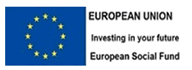 EUROPEAN UNION
Investing in your future
European Social Fund